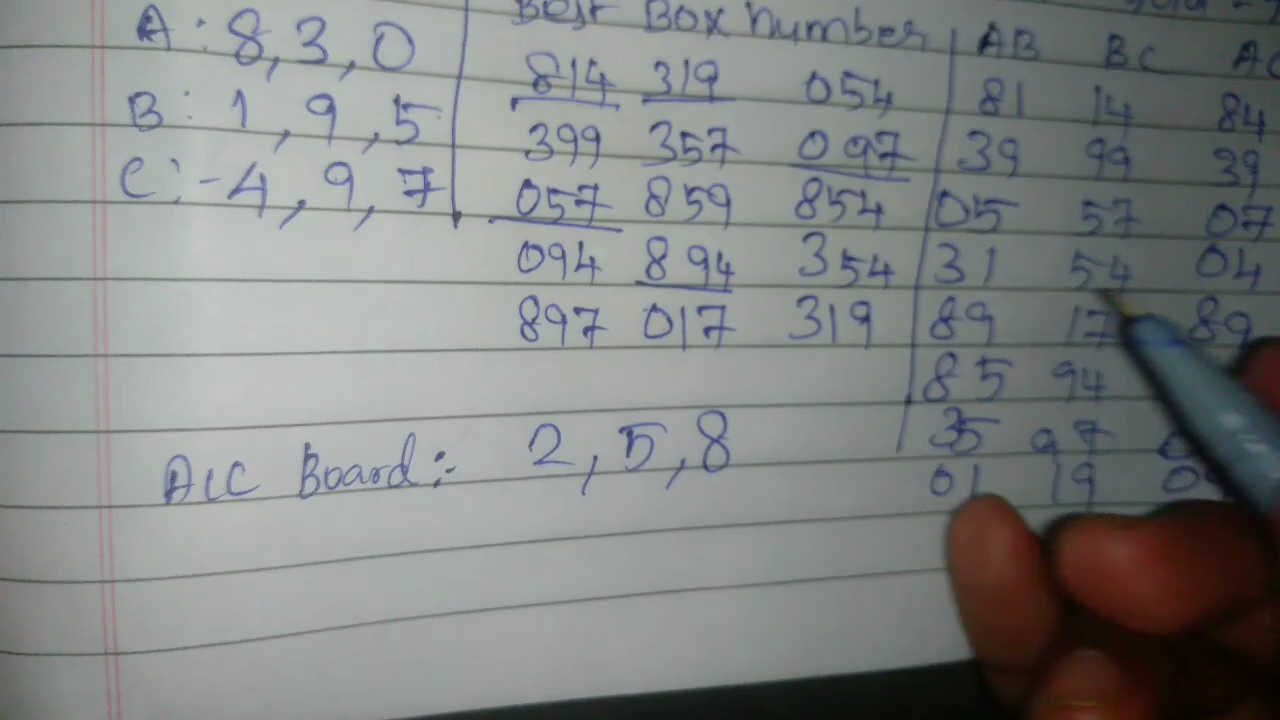 Best Box number
AB BC AC
A: 8, 3, 0
814 319 054
81 14 84
B: 1, 9, 5
399 357 097
39 99 39
C: - 4, 9, 7
057 859 854
05 57 07
094 894 354
31 54 04
897 017 319
89 17 89
85 94
35 97
01 19
A1C Board:- 2, 5, 8